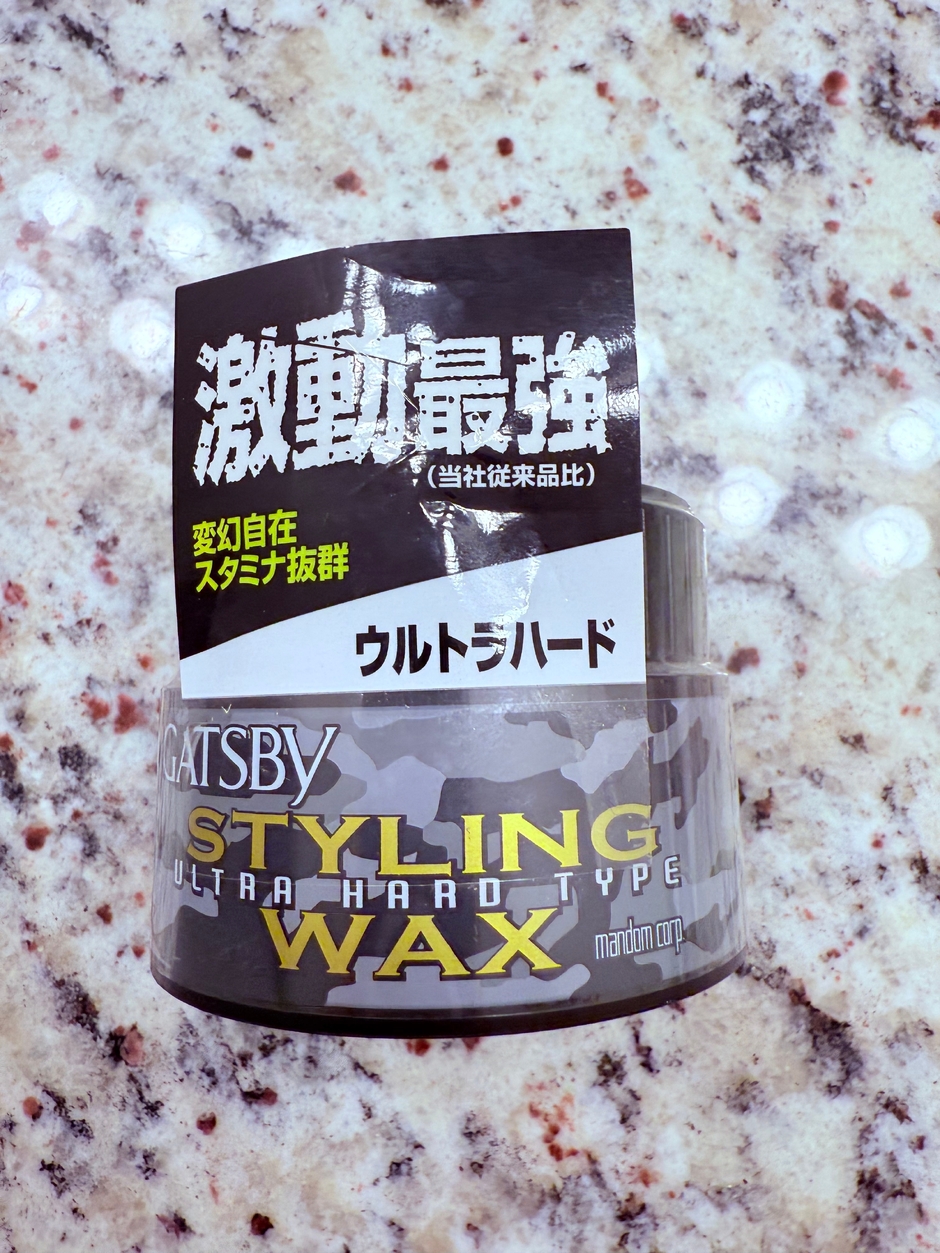 激動最強
（当社従来品比）
変幻自在
スタミナ抜群
ウルトラハード
GATSBY
STYLING
ULTRA HARD TYPE
WAX
mandom corp.